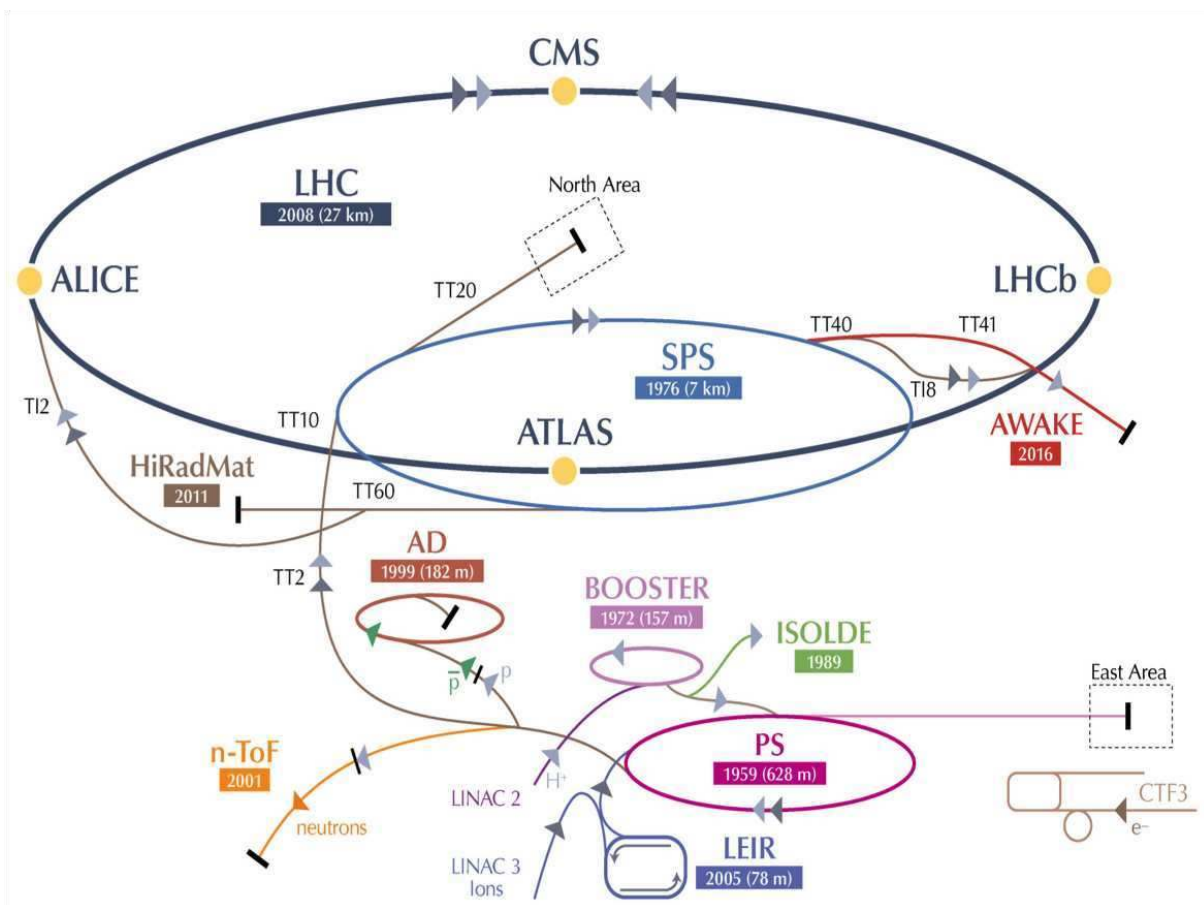 CMS
LHC
2008 (27 km)
North Area
ALICE
LHCb
TT20
TT40
TT41
SPS
1976 (7 km)
TI8
TI2
TT10
ATLAS
AWAKE
2016
HiRadMat
2011
TT60
AD
1999 (182 m)
TT2
BOOSTER
1972 (157 m)
ISOLDE
1989
p̅
p
East Area
n-ToF
2001
PS
1959 (628 m)
H⁺
LINAC 2
neutrons
CTF3
e⁻
LEIR
2005 (78 m)
LINAC 3
Ions